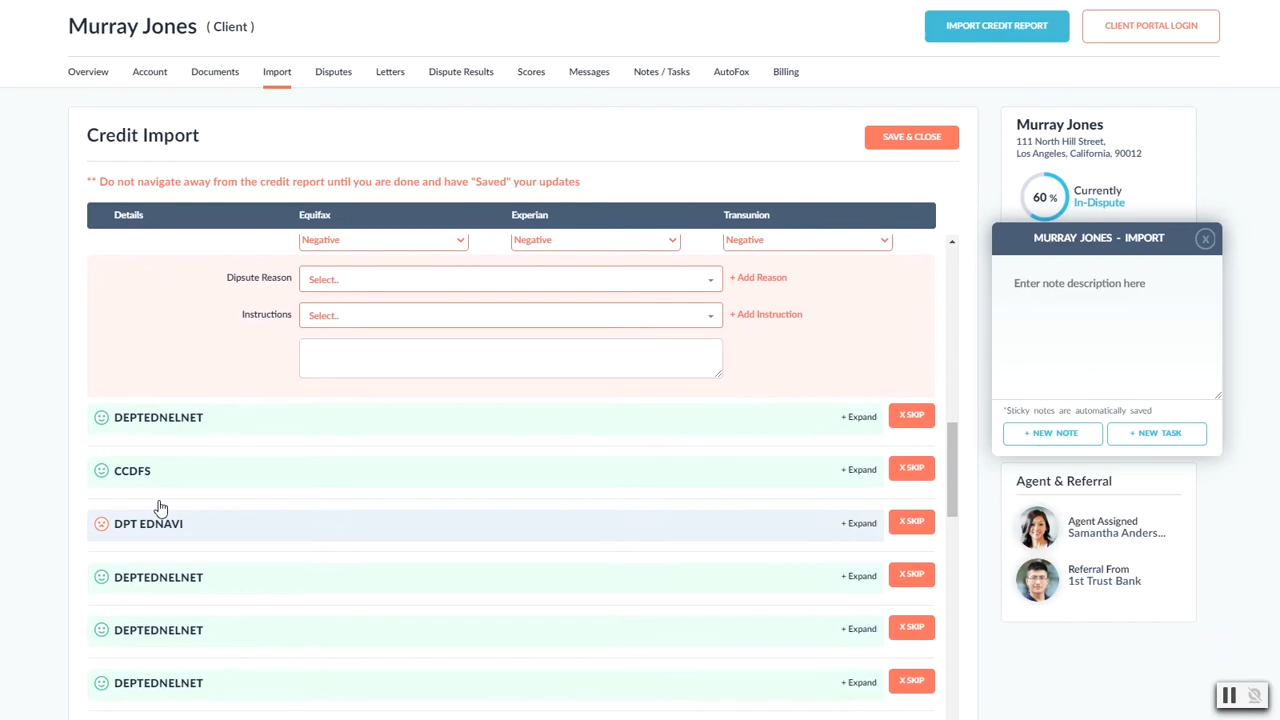 Murray Jones ( Client )
IMPORT CREDIT REPORT
CLIENT PORTAL LOGIN
Overview Account Documents Import Disputes Letters Dispute Results Scores Messages Notes / Tasks AutoFox Billing
Credit Import
SAVE & CLOSE
** Do not navigate away from the credit report until you are done and have "Saved" your updates
Details Equifax Experian Transunion
Negative Negative Negative
Dipsute Reason Select.. + Add Reason
Instructions Select.. + Add Instruction
DEPTEDNELNET + Expand X SKIP
CCDFS + Expand X SKIP
DPT EDNAVI + Expand X SKIP
DEPTEDNELNET + Expand X SKIP
DEPTEDNELNET + Expand X SKIP
DEPTEDNELNET + Expand X SKIP
Murray Jones
111 North Hill Street,
Los Angeles, California, 90012
60 %
Currently
In-Dispute
MURRAY JONES - IMPORT X
Enter note description here
*Sticky notes are automatically saved
+ NEW NOTE + NEW TASK
Agent & Referral
Agent Assigned
Samantha Anders...
Referral From
1st Trust Bank